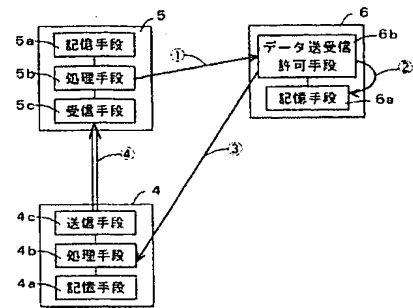 5
5a
記憶手段
5b
処理手段
5c
受信手段
①
6
6b
データ送受信
許可手段
②
記憶手段
6a
③
④
4
4c
送信手段
4b
処理手段
4a
記憶手段